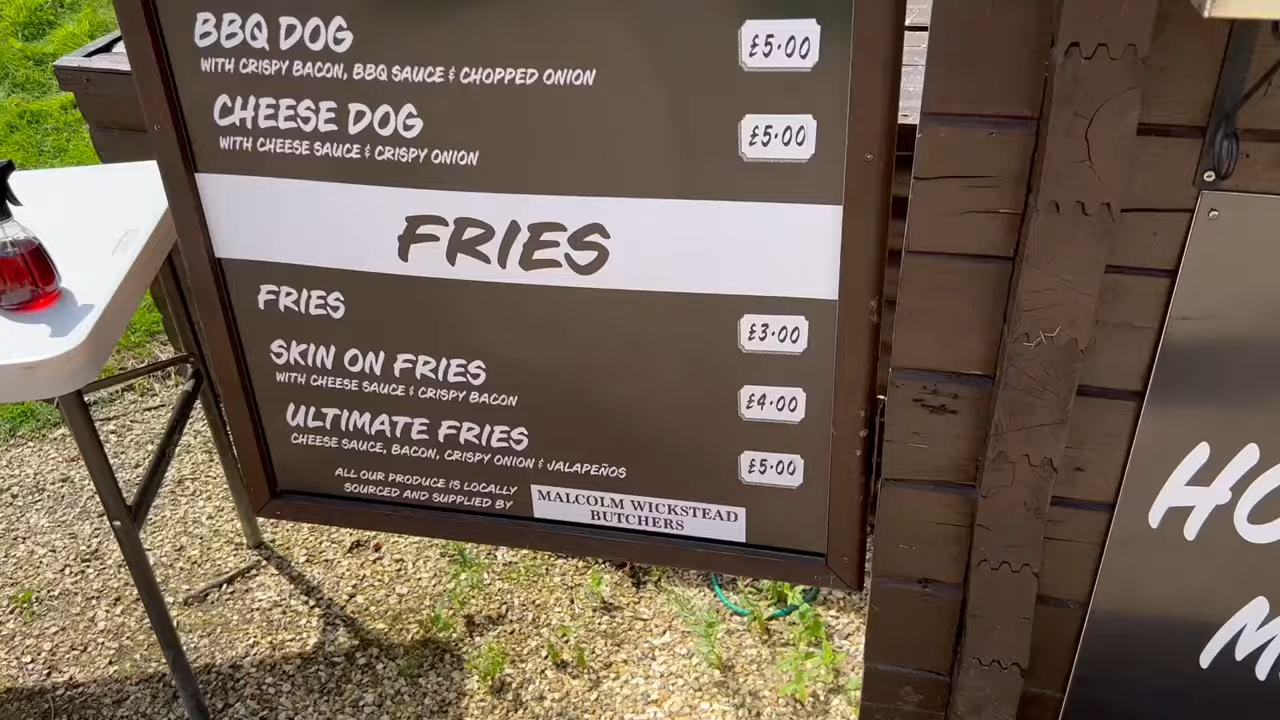 BBQ DOG £5.00
WITH CRISPY BACON, BBQ SAUCE & CHOPPED ONION
CHEESE DOG £5.00
WITH CHEESE SAUCE & CRISPY ONION
FRIES
FRIES £3.00
SKIN ON FRIES £4.00
WITH CHEESE SAUCE & CRISPY BACON
ULTIMATE FRIES £5.00
CHEESE SAUCE, BACON, CRISPY ONION & JALAPEÑOS
ALL OUR PRODUCE IS LOCALLY
SOURCED AND SUPPLIED BY
MALCOLM WICKSTEAD
BUTCHERS